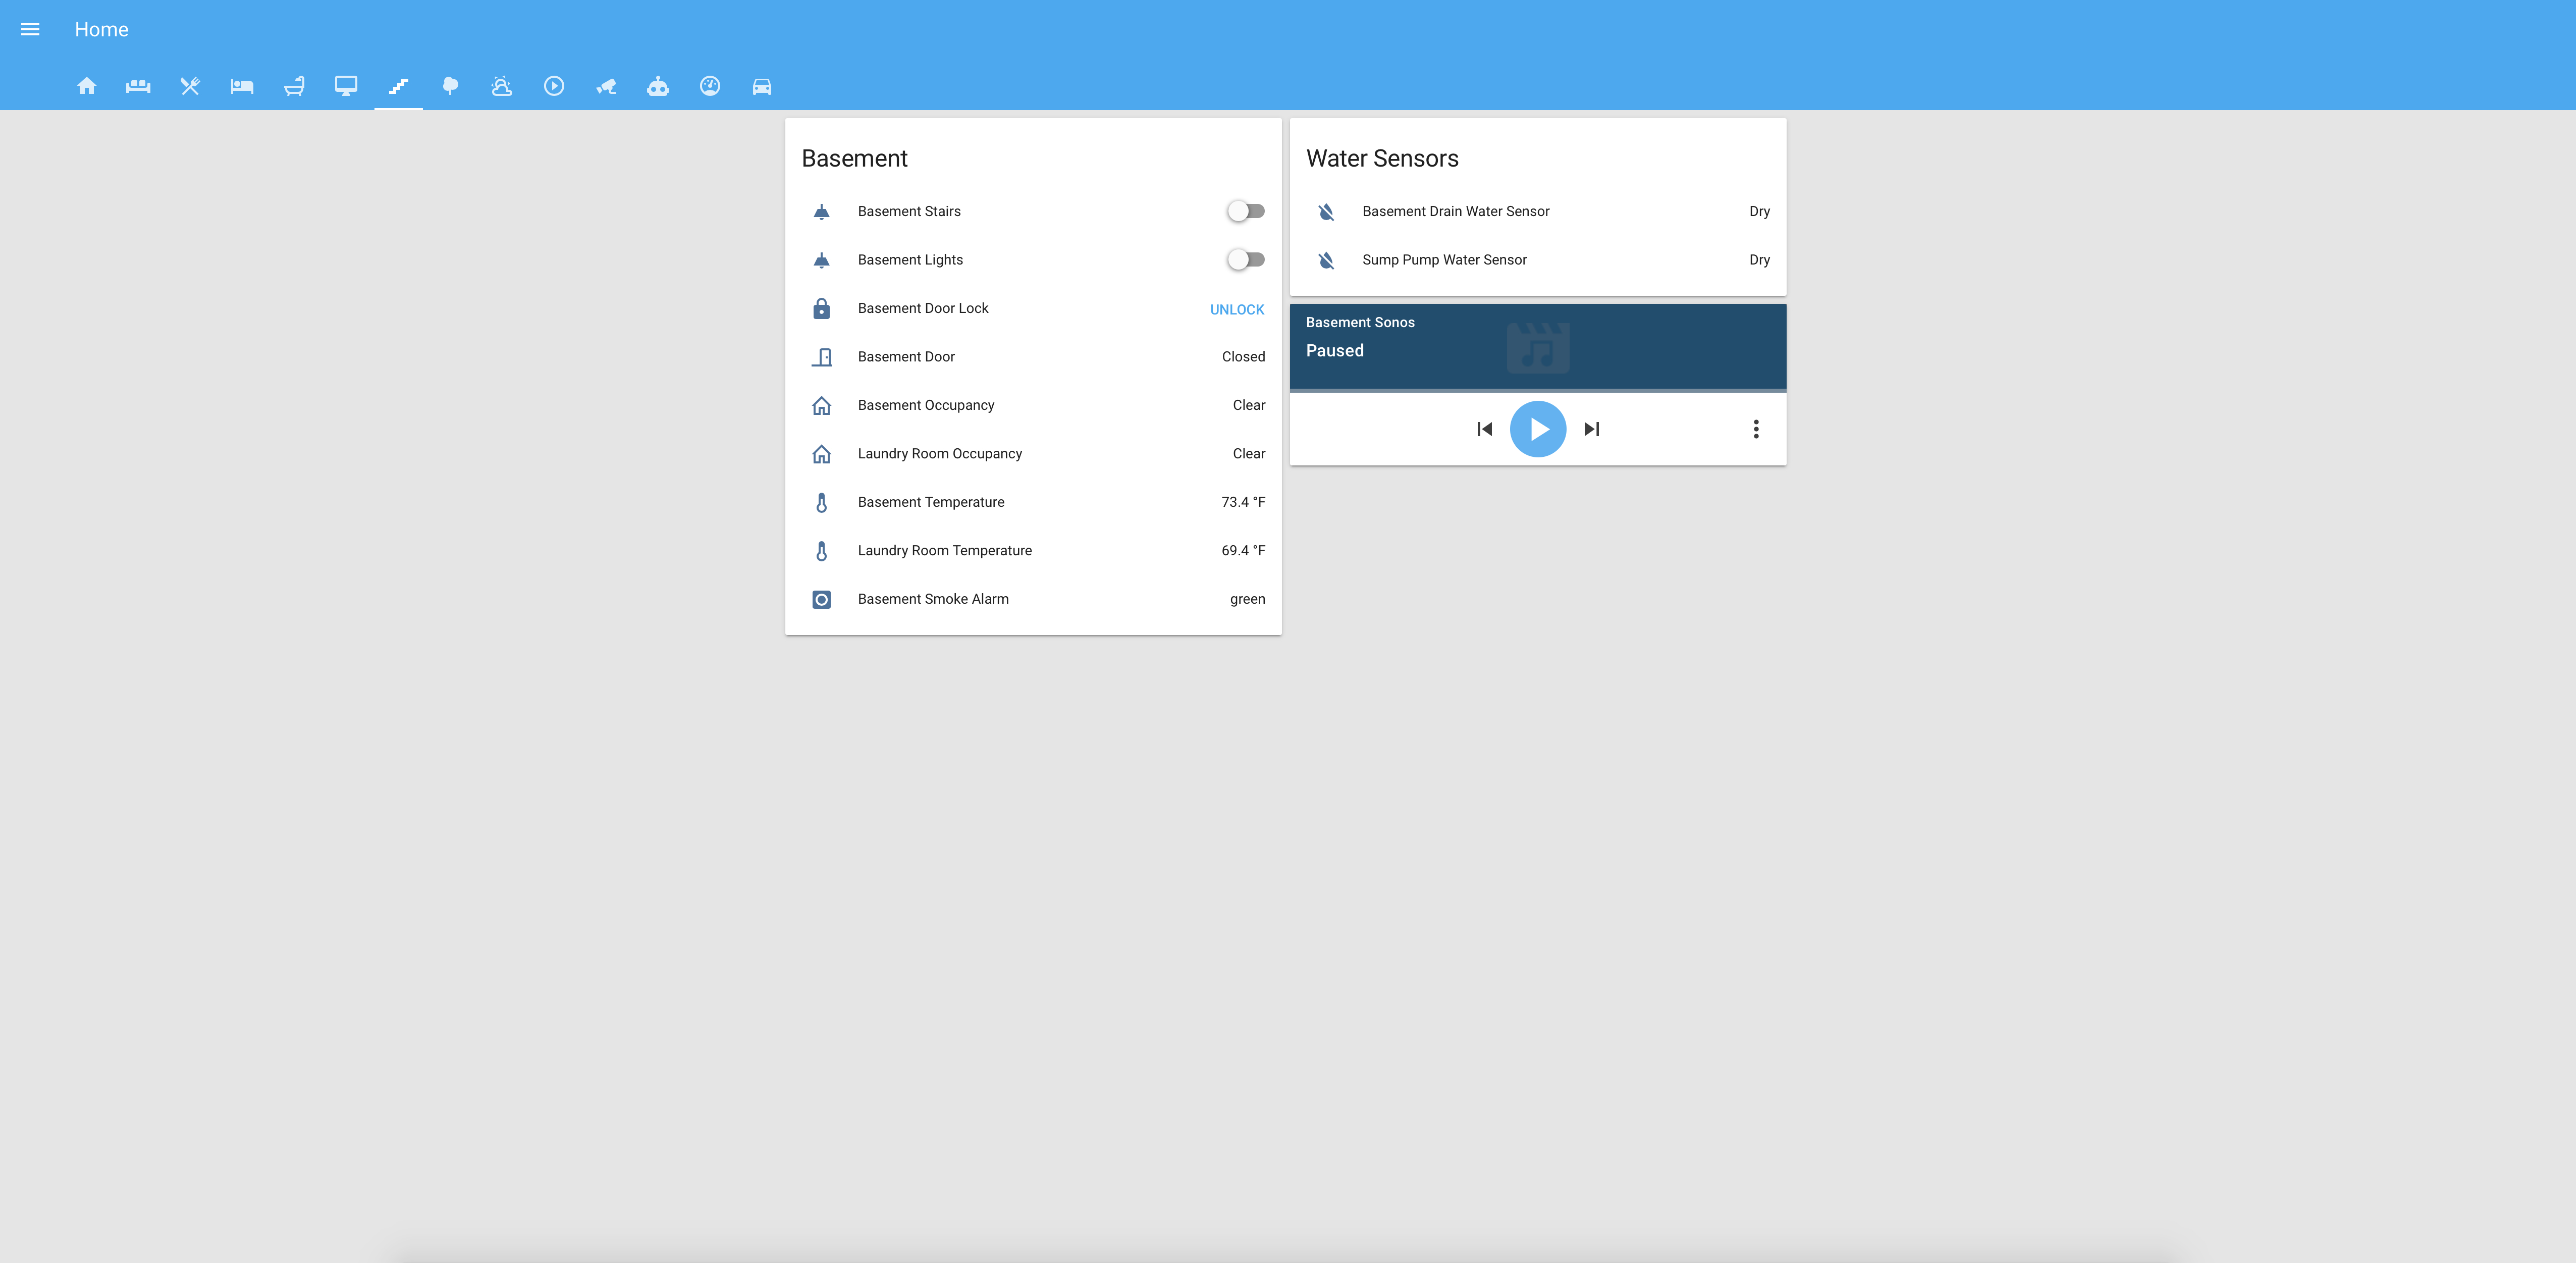 Home
Basement
Basement Stairs
Basement Lights
Basement Door Lock UNLOCK
Basement Door Closed
Basement Occupancy Clear
Laundry Room Occupancy Clear
Basement Temperature 73.4 °F
Laundry Room Temperature 69.4 °F
Basement Smoke Alarm green
Water Sensors
Basement Drain Water Sensor Dry
Sump Pump Water Sensor Dry
Basement Sonos
Paused